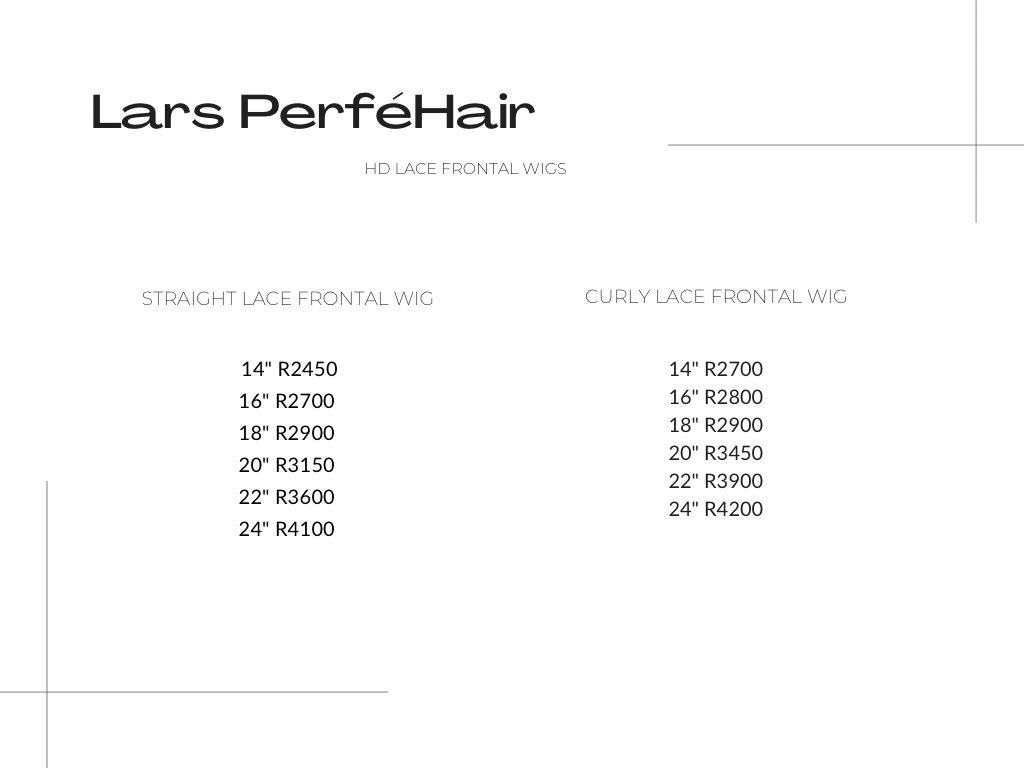 Lars PerféHair
HD LACE FRONTAL WIGS
STRAIGHT LACE FRONTAL WIG
14" R2450
16" R2700
18" R2900
20" R3150
22" R3600
24" R4100
CURLY LACE FRONTAL WIG
14" R2700
16" R2800
18" R2900
20" R3450
22" R3900
24" R4200